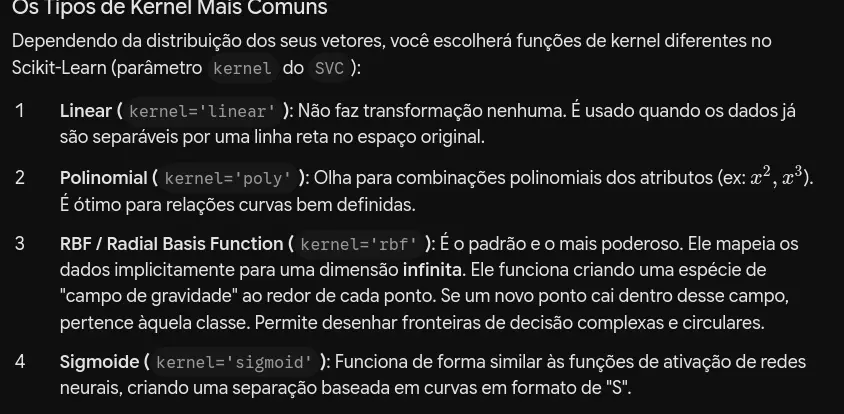 Os Tipos de Kernel Mais Comuns
Dependendo da distribuição dos seus vetores, você escolherá funções de kernel diferentes no
Scikit-Learn (parâmetro kernel do SVC ):
1 Linear ( kernel='linear' ): Não faz transformação nenhuma. É usado quando os dados já
são separáveis por uma linha reta no espaço original.
2 Polinomial ( kernel='poly' ): Olha para combinações polinomiais dos atributos (ex: x², x³).
É ótimo para relações curvas bem definidas.
3 RBF / Radial Basis Function ( kernel='rbf' ): É o padrão e o mais poderoso. Ele mapeia os
dados implicitamente para uma dimensão infinita. Ele funciona criando uma espécie de
"campo de gravidade" ao redor de cada ponto. Se um novo ponto cai dentro desse campo,
pertence àquela classe. Permite desenhar fronteiras de decisão complexas e circulares.
4 Sigmoide ( kernel='sigmoid' ): Funciona de forma similar às funções de ativação de redes
neurais, criando uma separação baseada em curvas em formato de "S".